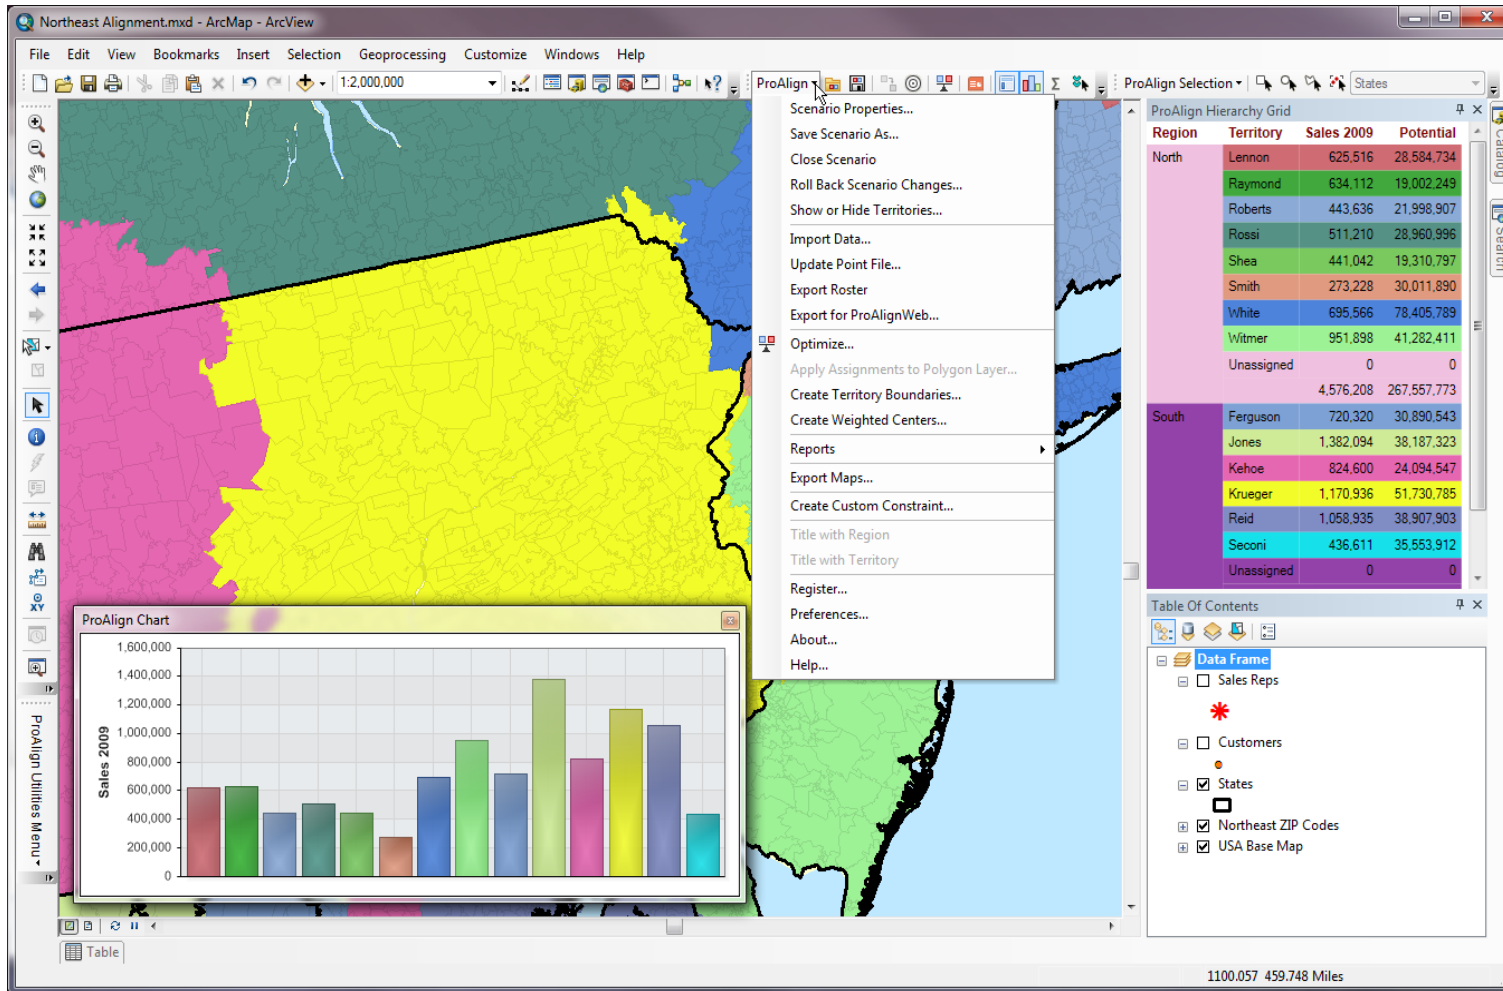 Northeast Alignment.mxd - ArcMap - ArcView
File Edit View Bookmarks Insert Selection Geoprocessing Customize Windows Help
1:2,000,000
ProAlign
Σ
ProAlign Selection
States
Scenario Properties...
Save Scenario As...
Close Scenario
Roll Back Scenario Changes...
Show or Hide Territories...
Import Data...
Update Point File...
Export Roster
Export for ProAlignWeb...
Optimize...
Apply Assignments to Polygon Layer...
Create Territory Boundaries...
Create Weighted Centers...
Reports
Export Maps...
Create Custom Constraint...
Title with Region
Title with Territory
Register...
Preferences...
About...
Help...
ProAlign Hierarchy Grid
Region Territory Sales 2009 Potential
North Lennon 625,516 28,584,734
Raymond 634,112 19,002,249
Roberts 443,636 21,998,907
Rossi 511,210 28,960,996
Shea 441,042 19,310,797
Smith 273,228 30,011,890
White 695,566 78,405,789
Witmer 951,898 41,282,411
Unassigned 0 0
4,576,208 267,557,773
South Ferguson 720,320 30,890,543
Jones 1,382,094 38,187,323
Kehoe 824,600 24,094,547
Krueger 1,170,936 51,730,785
Reid 1,058,935 38,907,903
Seconi 436,611 35,553,912
Unassigned 0 0
Catalog
Search
Table Of Contents
Data Frame
Sales Reps
Customers
States
Northeast ZIP Codes
USA Base Map
XY
ProAlign Utilities Menu
ProAlign Chart
Sales 2009
1,600,000
1,400,000
1,200,000
1,000,000
800,000
600,000
400,000
200,000
0
Table
1100.057 459.748 Miles